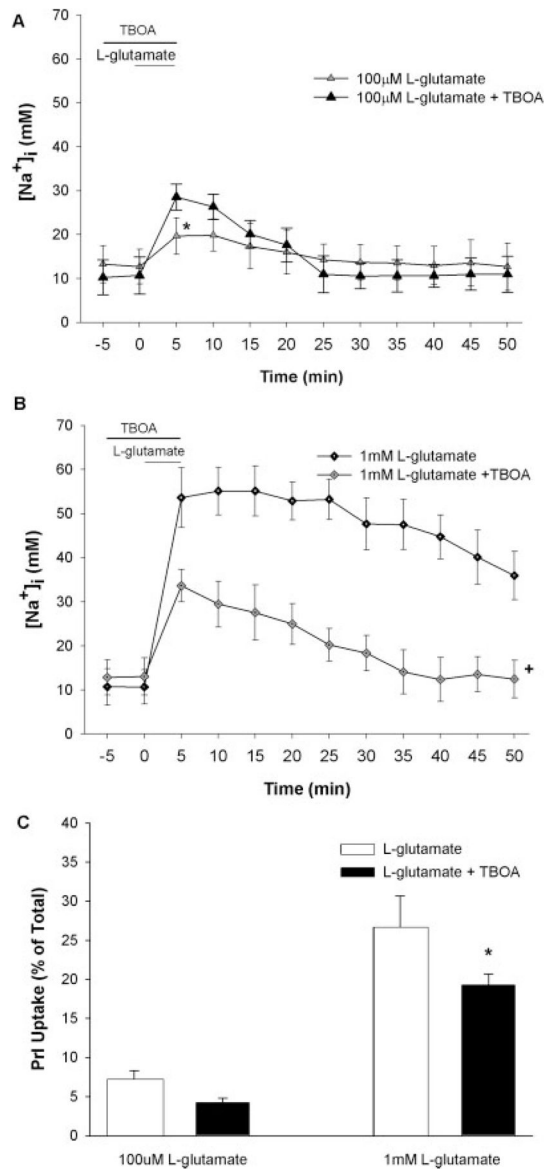 A
TBOA
L-glutamate
100μM L-glutamate
100μM L-glutamate + TBOA
[Na+]i (mM)
70
60
50
40
30
20
10
0
*
-5 0 5 10 15 20 25 30 35 40 45 50
Time (min)
B
TBOA
L-glutamate
1mM L-glutamate
1mM L-glutamate +TBOA
[Na+]i (mM)
70
60
50
40
30
20
10
0
+
-5 0 5 10 15 20 25 30 35 40 45 50
Time (min)
C
L-glutamate
L-glutamate + TBOA
PrI Uptake (% of Total)
40
35
30
25
20
15
10
5
0
*
100uM L-glutamate 1mM L-glutamate